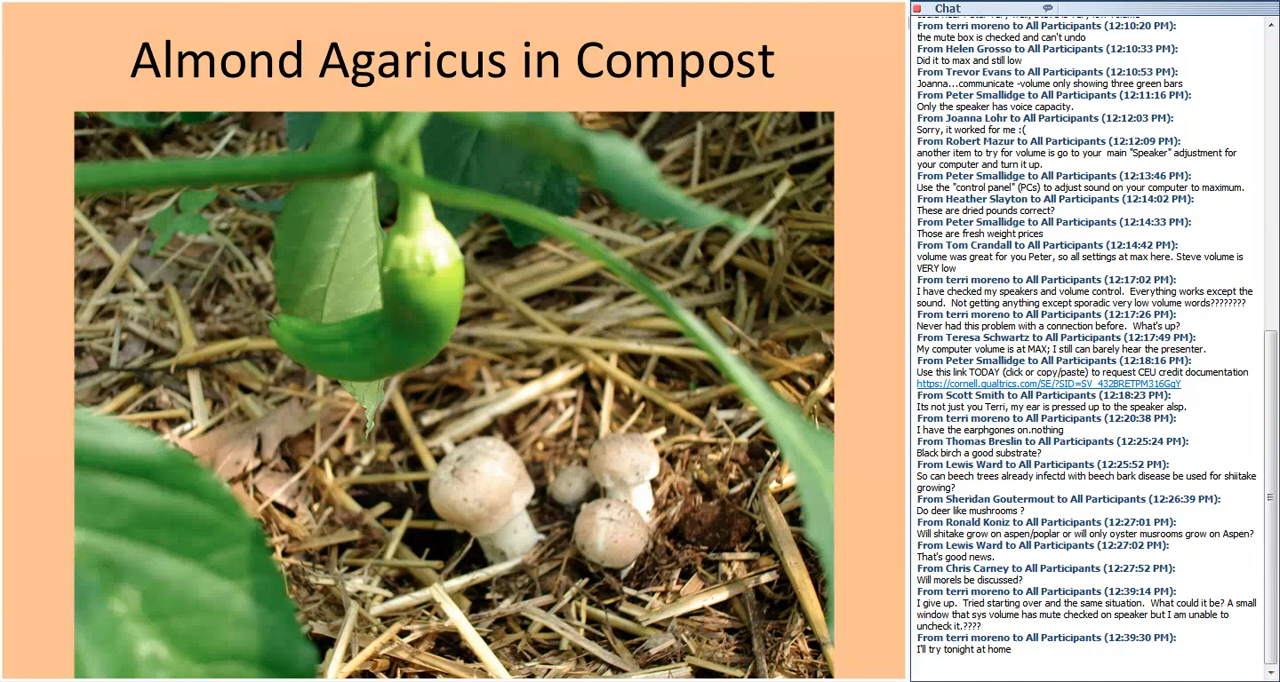 Almond Agaricus in Compost
Chat
From terri moreno to All Participants (12:10:20 PM):
the mute box is checked and can't undo
From Helen Grosso to All Participants (12:10:33 PM):
Did it to max and still low
From Trevor Evans to All Participants (12:10:53 PM):
Joanna...communicate -volume only showing three green bars
From Peter Smallidge to All Participants (12:11:16 PM):
Only the speaker has voice capacity.
From Joanna Lohr to All Participants (12:12:03 PM):
Sorry, it worked for me :(
From Robert Mazur to All Participants (12:12:09 PM):
another item to try for volume is go to your main "Speaker" adjustment for
your computer and turn it up.
From Peter Smallidge to All Participants (12:13:46 PM):
Use the "control panel" (PCs) to adjust sound on your computer to maximum.
From Heather Slayton to All Participants (12:14:02 PM):
These are dried pounds correct?
From Peter Smallidge to All Participants (12:14:33 PM):
Those are fresh weight prices
From Tom Crandall to All Participants (12:14:42 PM):
volume was great for you Peter, so all settings at max here. Steve volume is
VERY low
From terri moreno to All Participants (12:17:02 PM):
I have checked my speakers and volume control. Everything works except the
sound. Not getting anything except sporadic very low volume words????????
From terri moreno to All Participants (12:17:26 PM):
Never had this problem with a connection before. What's up?
From Teresa Schwartz to All Participants (12:17:49 PM):
My computer volume is at MAX; I still can barely hear the presenter.
From Peter Smallidge to All Participants (12:18:16 PM):
Use this link TODAY (click or copy/paste) to request CEU credit documentation
https://cornell.qualtrics.com/SE/?SID=SV_432BRETPM316GqY
From Scott Smith to All Participants (12:18:23 PM):
Its not just you Terri, my ear is pressed up to the speaker alsp.
From terri moreno to All Participants (12:20:38 PM):
I have the earphgones on.nothing
From Thomas Breslin to All Participants (12:25:24 PM):
Black birch a good substrate?
From Lewis Ward to All Participants (12:25:52 PM):
So can beech trees already infectd with beech bark disease be used for shiitake
growing?
From Sheridan Goutermout to All Participants (12:26:39 PM):
Do deer like mushrooms ?
From Ronald Koniz to All Participants (12:27:01 PM):
Will shitake grow on aspen/poplar or will only oyster musrooms grow on Aspen?
From Lewis Ward to All Participants (12:27:02 PM):
That's good news.
From Chris Carney to All Participants (12:27:52 PM):
Will morels be discussed?
From terri moreno to All Participants (12:39:14 PM):
I give up. Tried starting over and the same situation. What could it be? A small
window that sys volume has mute checked on speaker but I am unable to
uncheck it.????
From terri moreno to All Participants (12:39:30 PM):
I'll try tonight at home